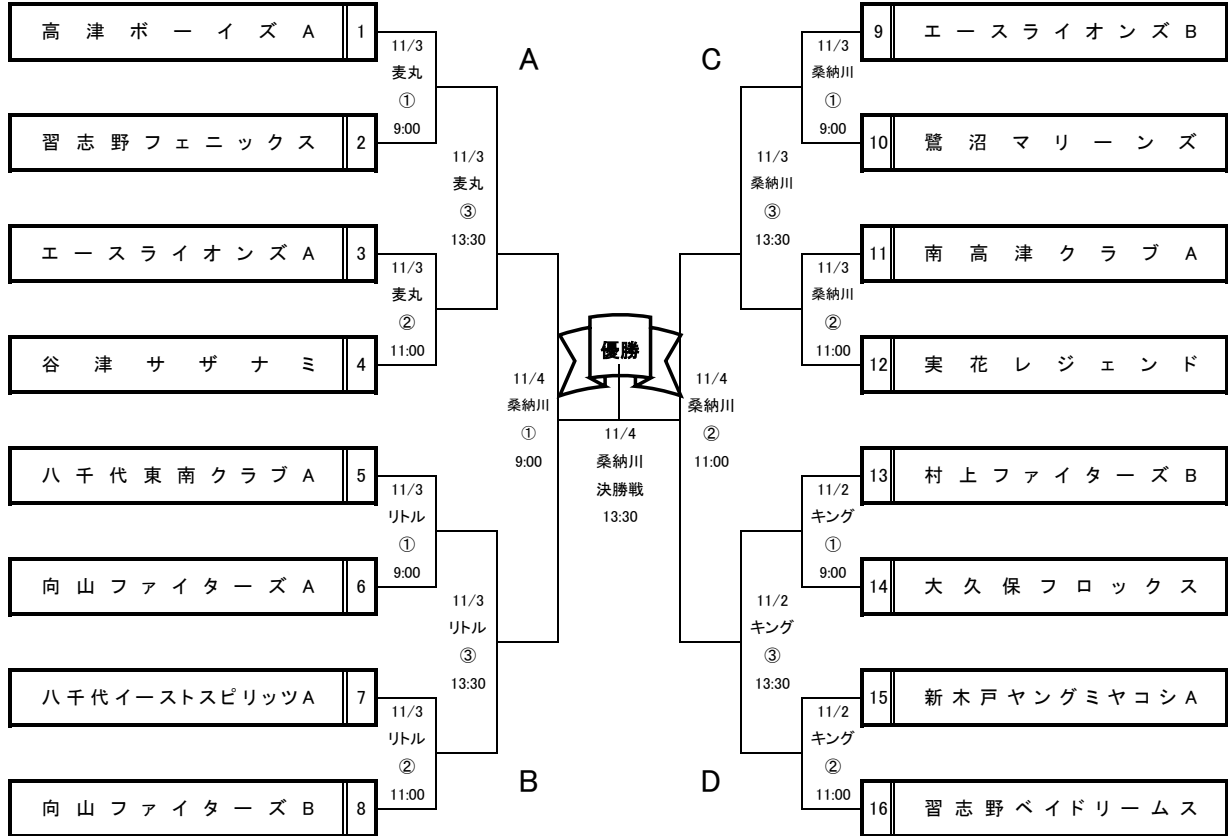 高津ボーイズA 1
習志野フェニックス 2
エースライオンズA 3
谷津サザナミ 4
八千代東南クラブA 5
向山ファイターズA 6
八千代イーストスピリッツA 7
向山ファイターズB 8
11/3
麦丸
①
9:00
11/3
麦丸
②
11:00
11/3
リトル
①
9:00
11/3
リトル
②
11:00
11/3
麦丸
③
13:30
11/3
リトル
③
13:30
A
B
11/4
桑納川
①
9:00
優勝
11/4
桑納川
決勝戦
13:30
11/4
桑納川
②
11:00
C
D
11/3
桑納川
③
13:30
11/2
キング
③
13:30
11/3
桑納川
①
9:00
11/3
桑納川
②
11:00
11/2
キング
①
9:00
11/2
キング
②
11:00
9 エースライオンズB
10 鷺沼マリーンズ
11 南高津クラブA
12 実花レジェンド
13 村上ファイターズB
14 大久保フロックス
15 新木戸ヤングミヤコシA
16 習志野ベイドリームス